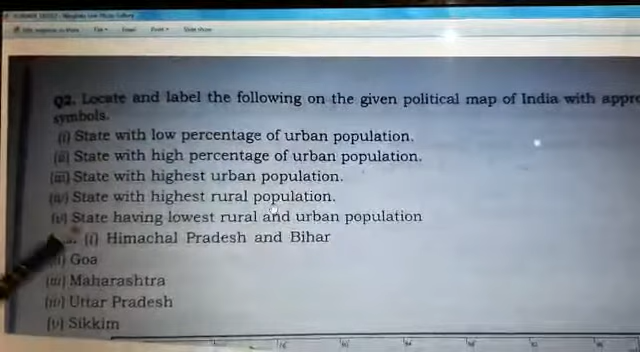 Q2. Locate and label the following on the given political map of India with appro
symbols.
(i) State with low percentage of urban population.
(ii) State with high percentage of urban population.
(iii) State with highest urban population.
(iv) State with highest rural population.
(v) State having lowest rural and urban population
(i) Himachal Pradesh and Bihar
Goa
(iii) Maharashtra
(iv) Uttar Pradesh
(v) Sikkim